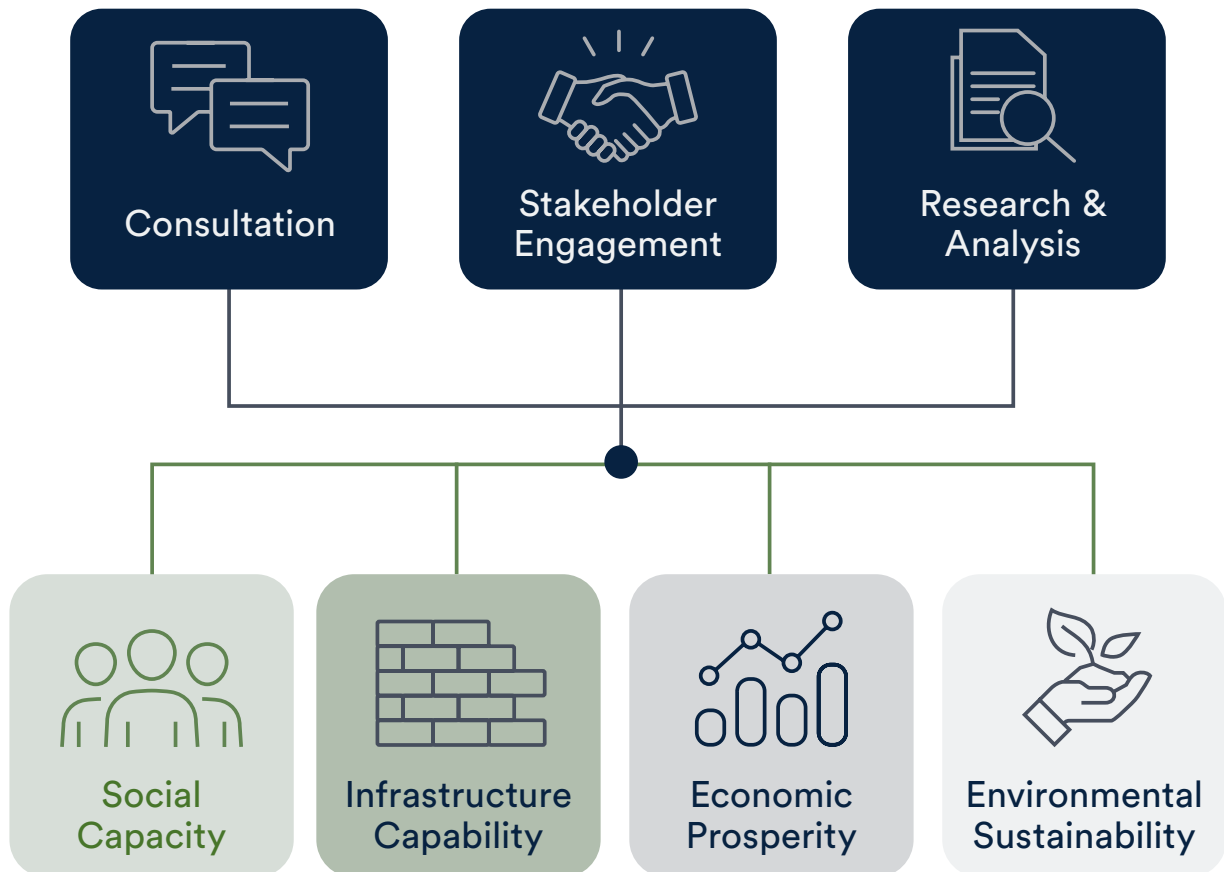 Consultation
Stakeholder
Engagement
Research &
Analysis
Social
Capacity
Infrastructure
Capability
Economic
Prosperity
Environmental
Sustainability